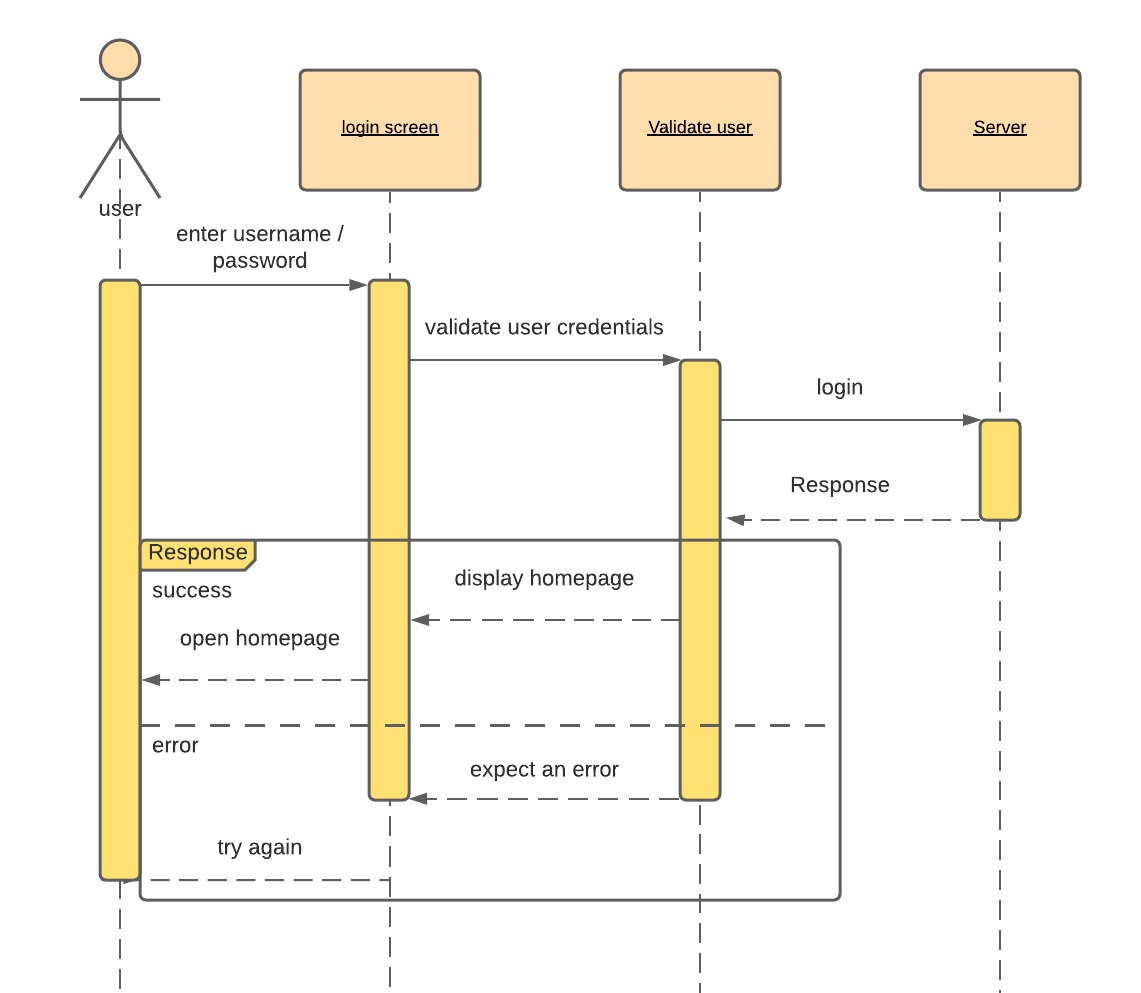 login screen
Validate user
Server
user
enter username /
password
validate user credentials
login
Response
Response
success
display homepage
open homepage
error
expect an error
try again